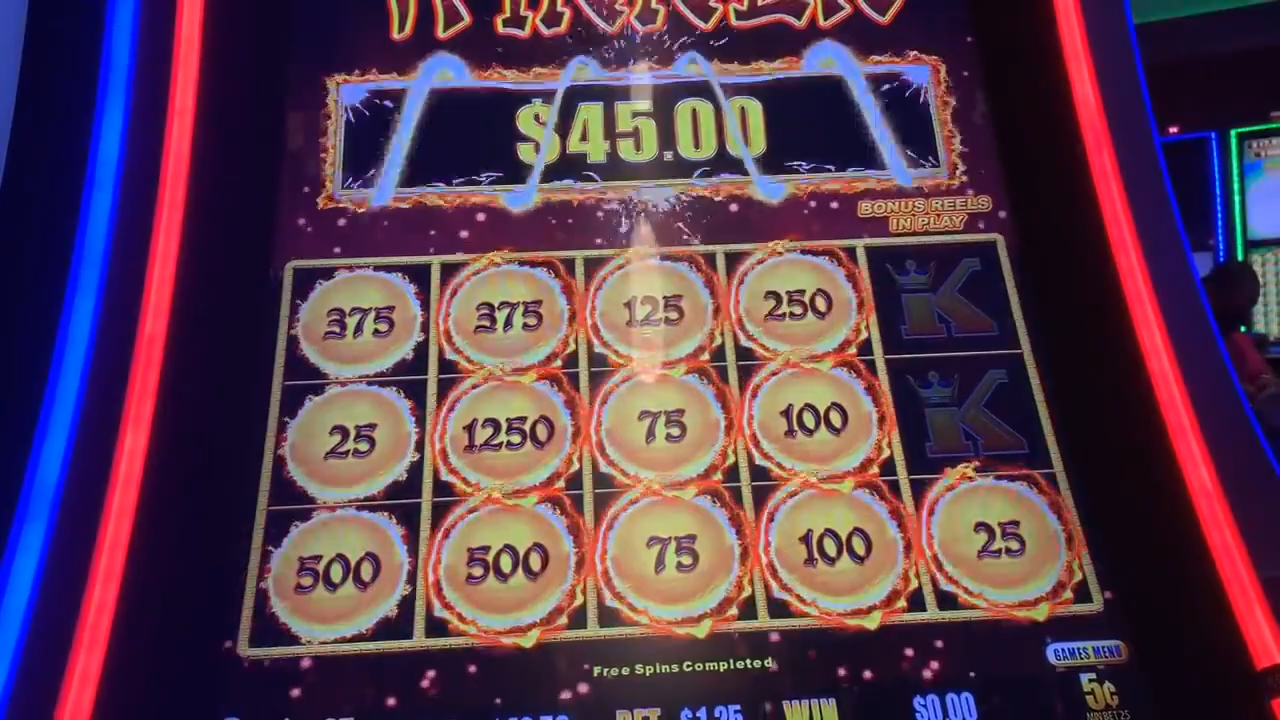 $45.00
BONUS REELS
IN PLAY
375 375 125 250 K
25 1250 75 100 K
500 500 75 100 25
Free Spins Completed
GAMES MENU
5¢
BET $1.25 WIN $0.00